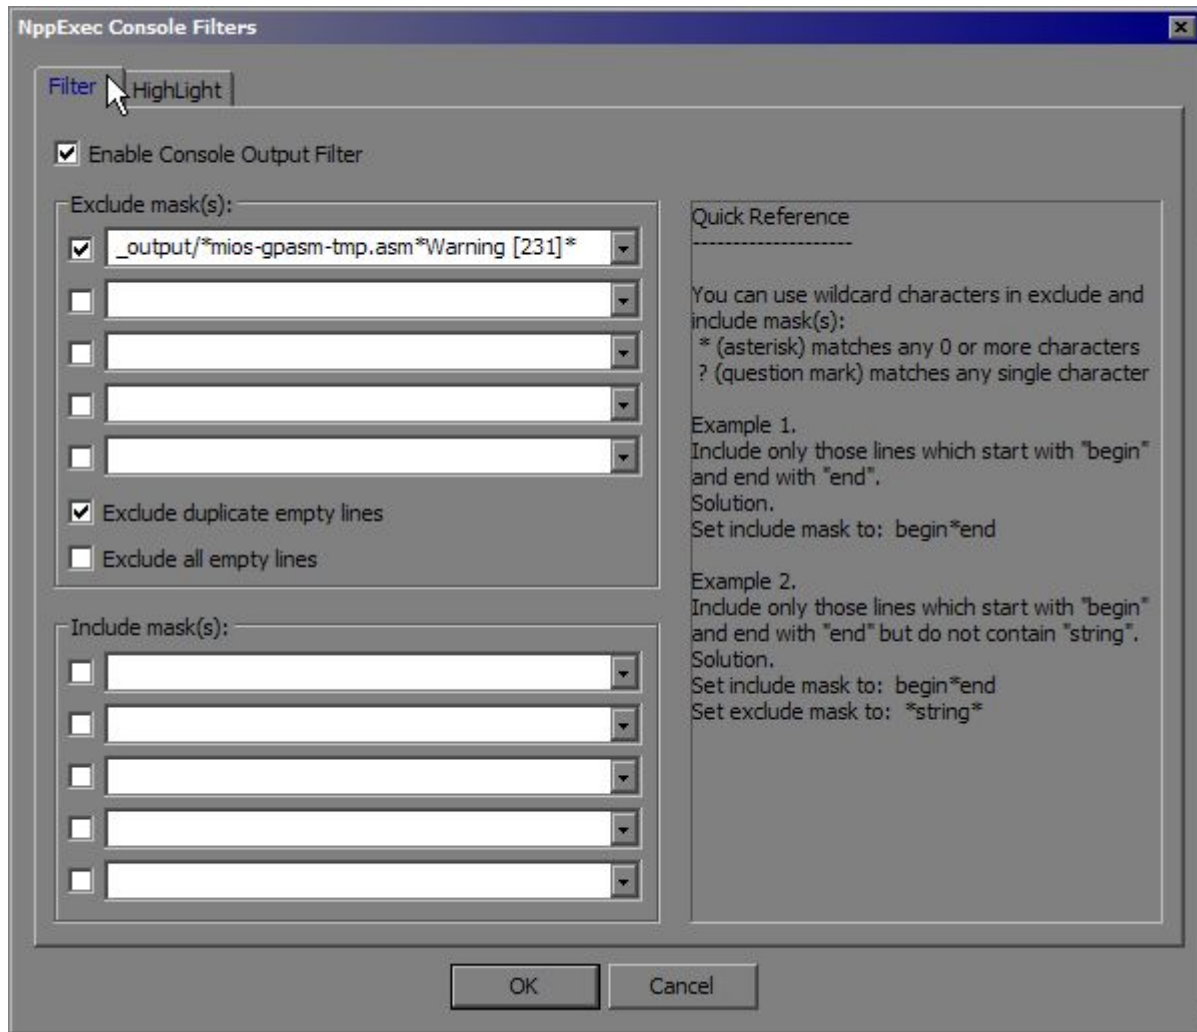 NppExec Console Filters
Filter
HighLight
Enable Console Output Filter
Exclude mask(s):
_output/*mios-gpasm-tmp.asm*Warning [231]*
Exclude duplicate empty lines
Exclude all empty lines
Include mask(s):
Quick Reference
--------------------
You can use wildcard characters in exclude and
include mask(s):
* (asterisk) matches any 0 or more characters
? (question mark) matches any single character
Example 1.
Include only those lines which start with "begin"
and end with "end".
Solution.
Set include mask to:  begin*end
Example 2.
Include only those lines which start with "begin"
and end with "end" but do not contain "string".
Solution.
Set include mask to:  begin*end
Set exclude mask to:  *string*
OK
Cancel